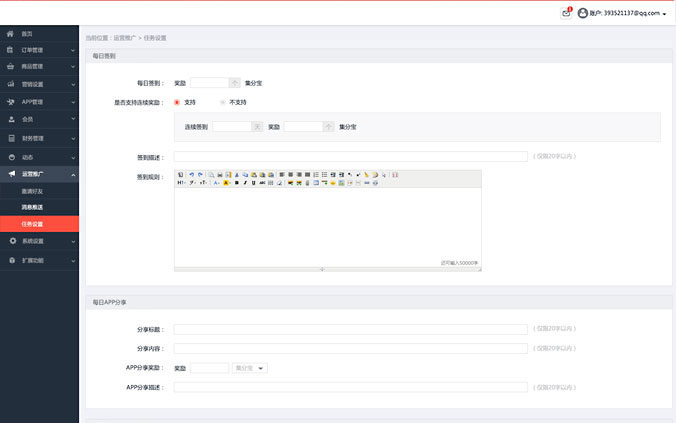 账户: 393521137@qq.com
首页
订单管理
商品管理
营销设置
APP管理
会员
财务管理
动态
运营推广
邀请好友
消息推送
任务设置
系统设置
扩展功能
当前位置：运营推广 > 任务设置
每日签到
每日签到： 奖励 个 集分宝
是否支持连续奖励： 支持 不支持
连续签到 天 奖励 个 集分宝
签到描述： （仅限20字以内）
签到规则：
还可输入50000字
每日APP分享
分享标题： （仅限20字以内）
分享内容： （仅限20字以内）
APP分享奖励： 奖励 集分宝
APP分享描述： （仅限20字以内）